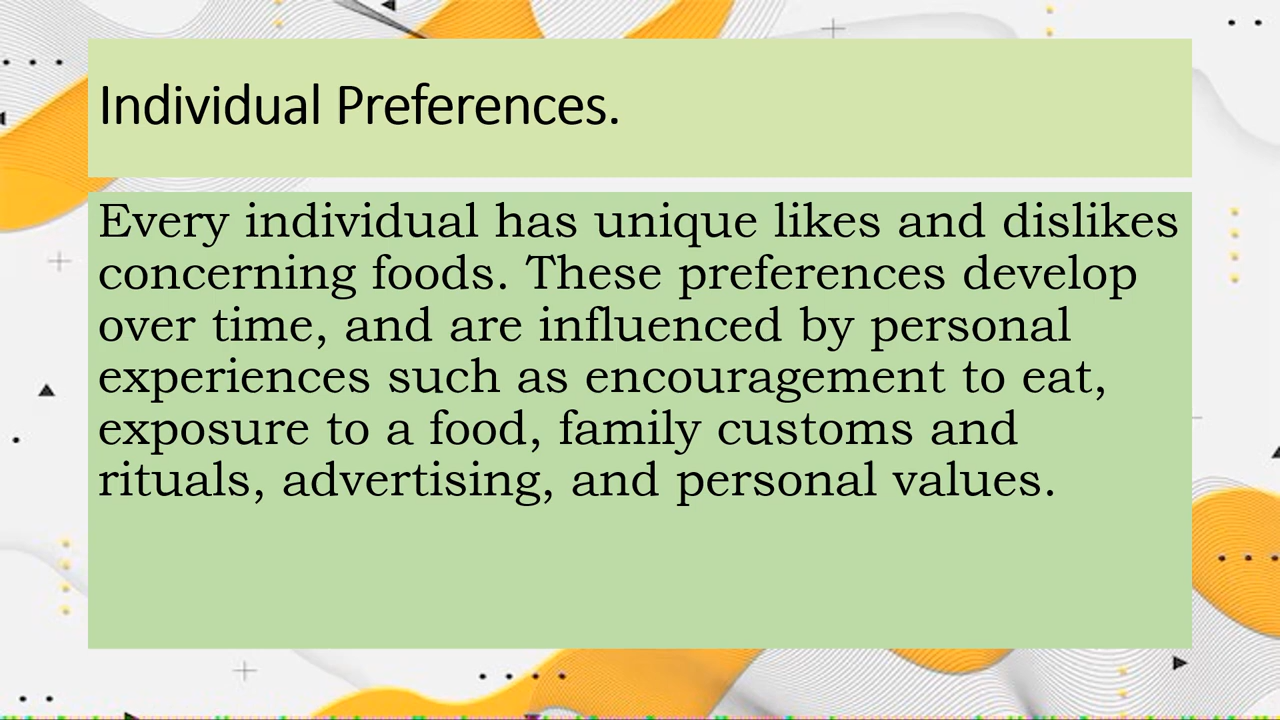 Individual Preferences.
Every individual has unique likes and dislikes
concerning foods. These preferences develop
over time, and are influenced by personal
experiences such as encouragement to eat,
exposure to a food, family customs and
rituals, advertising, and personal values.